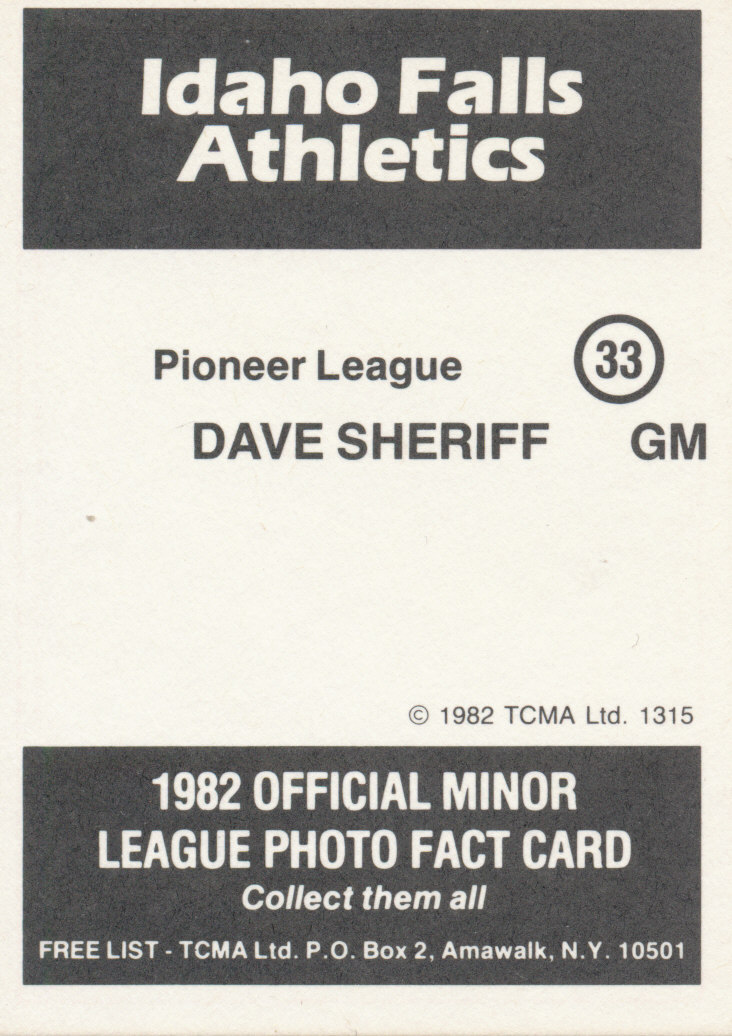 Idaho Falls
Athletics
Pioneer League 33
DAVE SHERIFF GM
© 1982 TCMA Ltd. 1315
1982 OFFICIAL MINOR
LEAGUE PHOTO FACT CARD
Collect them all
FREE LIST - TCMA Ltd. P.O. Box 2, Amawalk, N.Y. 10501